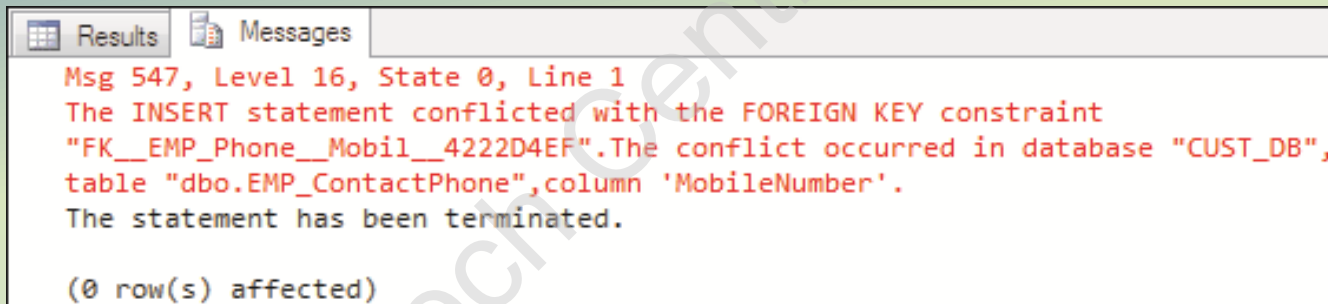 Results Messages
Msg 547, Level 16, State 0, Line 1
The INSERT statement conflicted with the FOREIGN KEY constraint
"FK__EMP_Phone__Mobil__4222D4EF".The conflict occurred in database "CUST_DB",
table "dbo.EMP_ContactPhone",column 'MobileNumber'.
The statement has been terminated.
(0 row(s) affected)